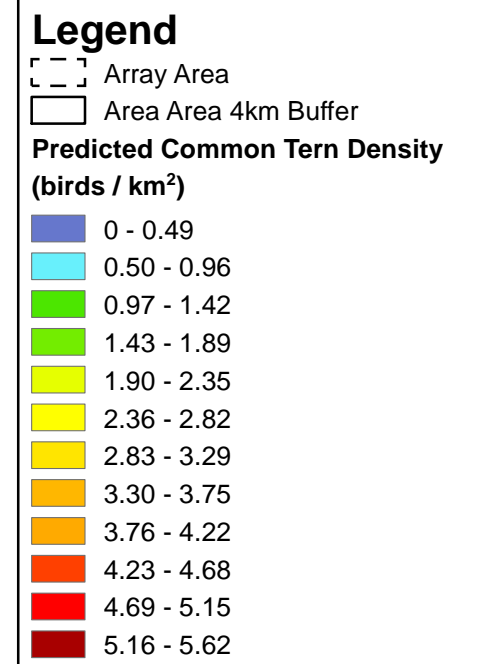 Legend
Array Area
Area Area 4km Buffer
Predicted Common Tern Density
(birds / km²)
0 - 0.49
0.50 - 0.96
0.97 - 1.42
1.43 - 1.89
1.90 - 2.35
2.36 - 2.82
2.83 - 3.29
3.30 - 3.75
3.76 - 4.22
4.23 - 4.68
4.69 - 5.15
5.16 - 5.62